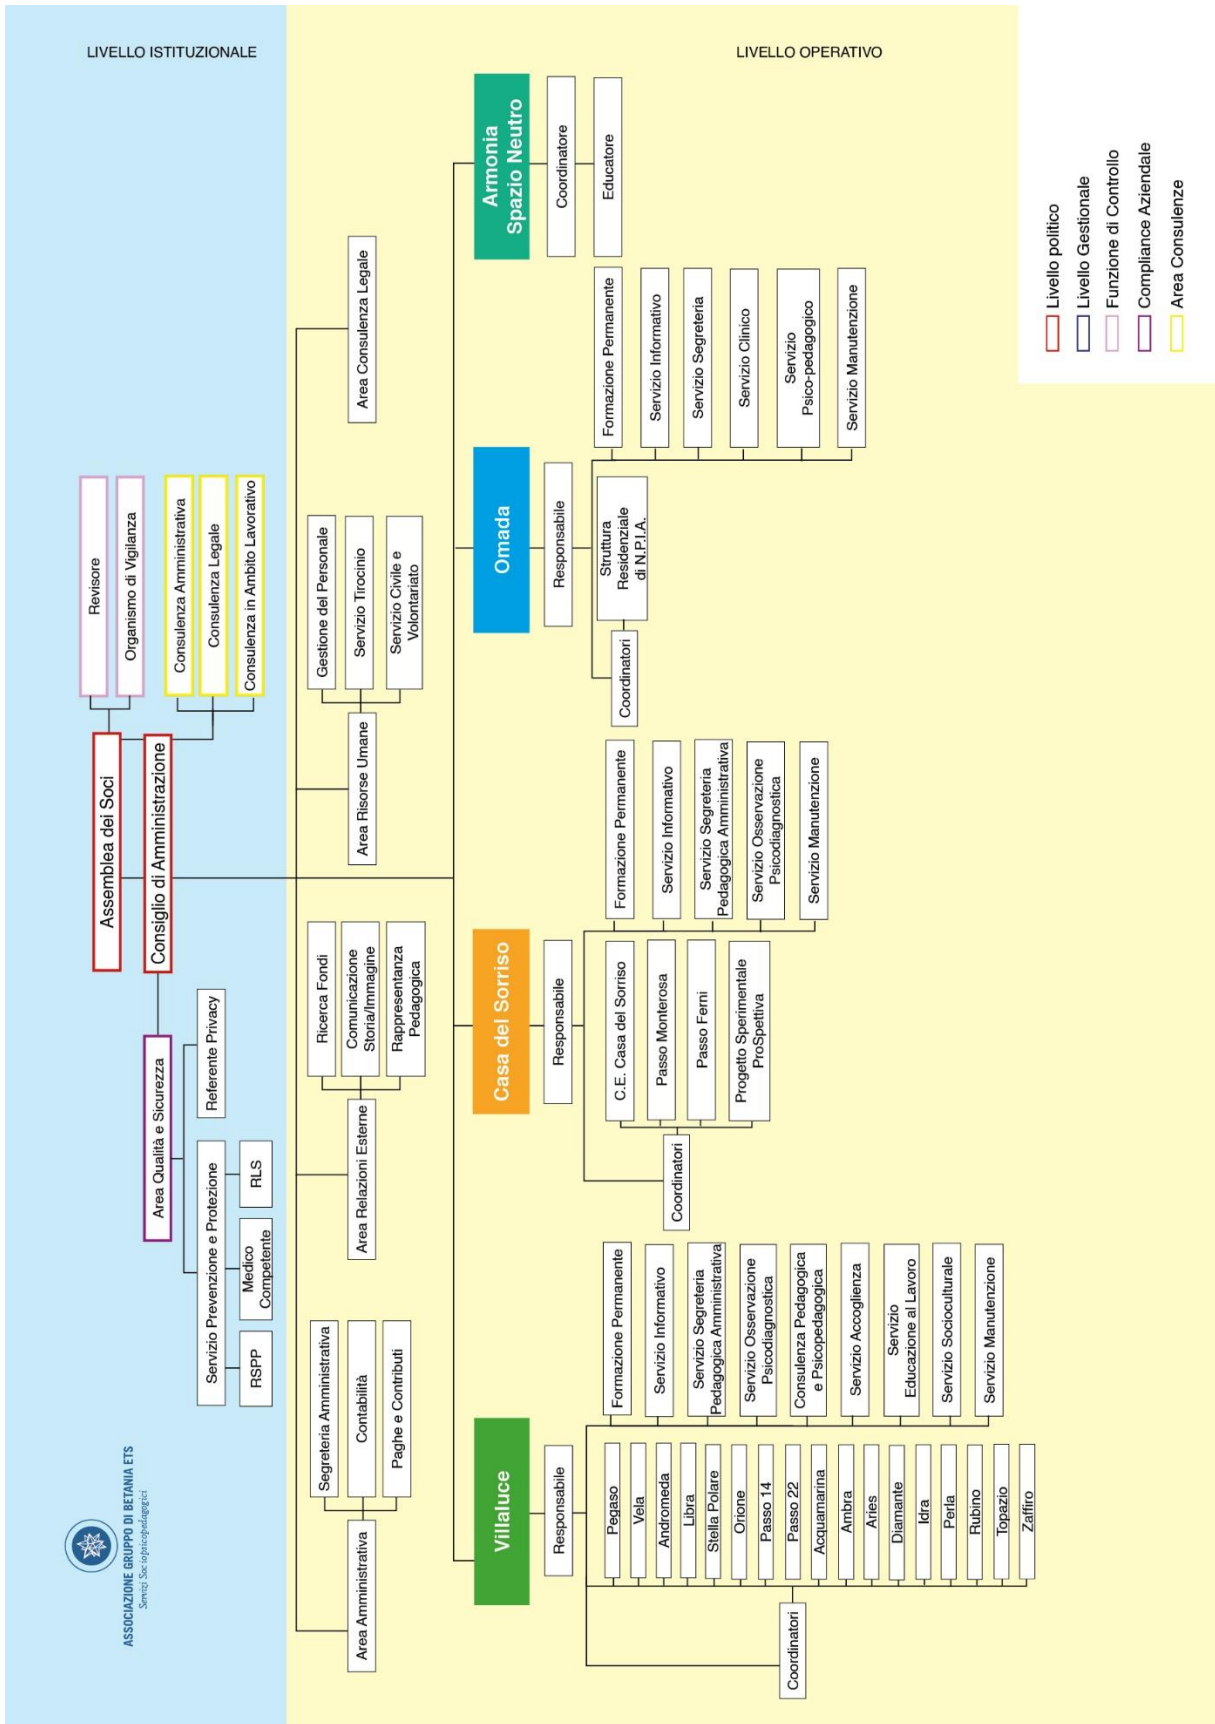 ASSOCIAZIONE GRUPPO DI BETANIA ETS
Servizi Sociopsicopedagogici
LIVELLO ISTITUZIONALE
Assemblea dei Soci
Revisore
Organismo di Vigilanza
Consiglio di Amministrazione
Consulenza Amministrativa
Consulenza Legale
Consulenza in Ambito Lavorativo
Area Qualità e Sicurezza
Servizio Prevenzione e Protezione
Referente Privacy
RSPP
Medico
Competente
RLS
LIVELLO OPERATIVO
Area Amministrativa
Segreteria Amministrativa
Contabilità
Paghe e Contributi
Area Relazioni Esterne
Ricerca Fondi
Comunicazione
Storia/Immagine
Rappresentanza
Pedagogica
Area Risorse Umane
Gestione del Personale
Servizio Tirocinio
Servizio Civile e
Volontariato
Area Consulenza Legale
Villaluce
Responsabile
Coordinatori
Pegaso
Vela
Andromeda
Libra
Stella Polare
Orione
Passo 14
Passo 22
Acquamarina
Ambra
Aries
Diamante
Idra
Perla
Rubino
Topazio
Zaffiro
Formazione Permanente
Servizio Informativo
Servizio Segreteria
Pedagogica Amministrativa
Servizio Osservazione
Psicodiagnostica
Consulenza Pedagogica
e Psicopedagogica
Servizio Accoglienza
Servizio
Educazione al Lavoro
Servizio Socioculturale
Servizio Manutenzione
Casa del Sorriso
Responsabile
Coordinatori
C.E. Casa del Sorriso
Passo Monterosa
Passo Ferni
Progetto Sperimentale
ProSpettiva
Formazione Permanente
Servizio Informativo
Servizio Segreteria
Pedagogica Amministrativa
Servizio Osservazione
Psicodiagnostica
Servizio Manutenzione
Omada
Responsabile
Coordinatori
Struttura
Residenziale
di N.P.I.A.
Formazione Permanente
Servizio Informativo
Servizio Segreteria
Servizio Clinico
Servizio
Psico-pedagogico
Servizio Manutenzione
Armonia
Spazio Neutro
Coordinatore
Educatore
Livello politico
Livello Gestionale
Funzione di Controllo
Compliance Aziendale
Area Consulenze